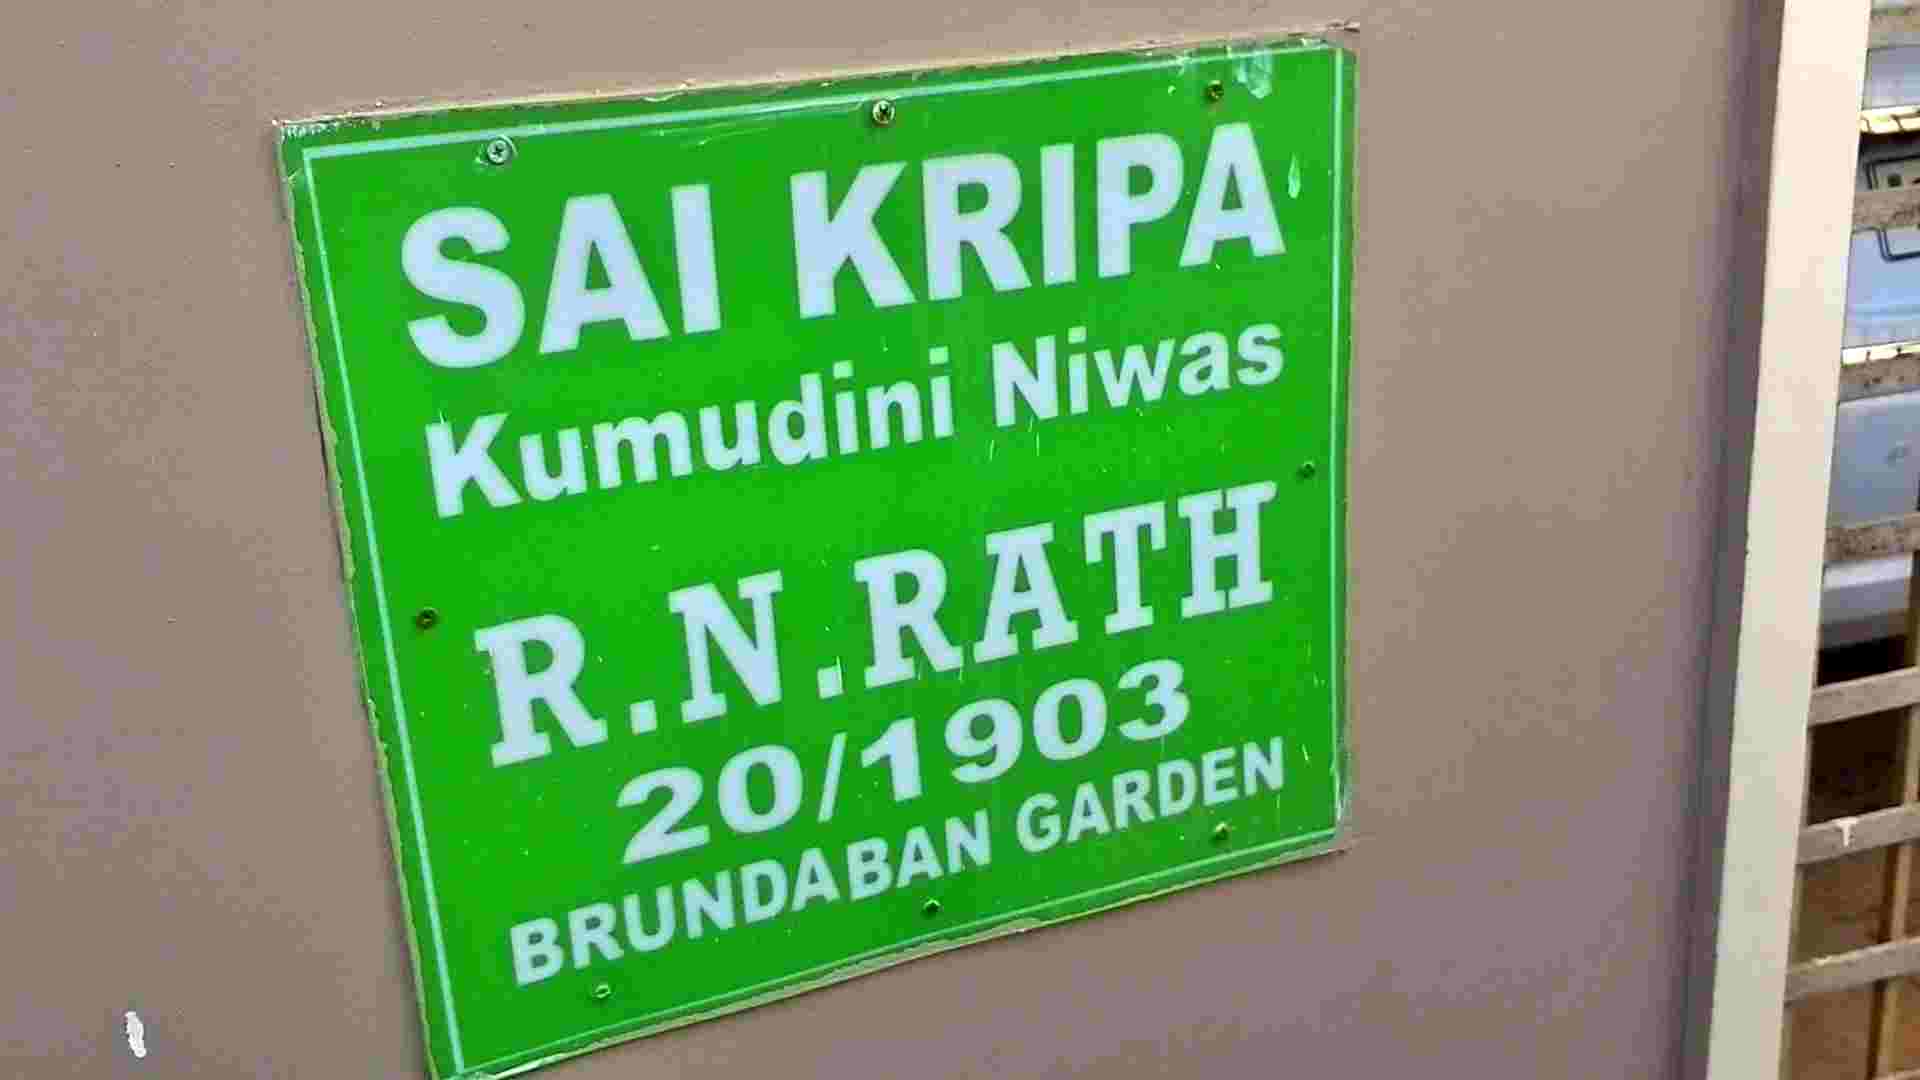 SAI KRIPA
Kumudini Niwas
R.N.RATH
20/1903
BRUNDABAN GARDEN